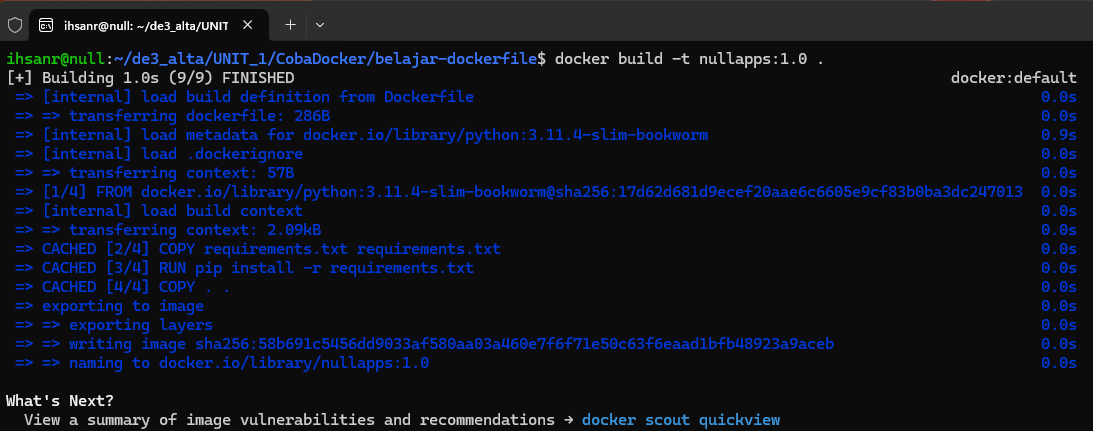 ihsanr@null: ~/de3_alta/UNIT
ihsanr@null:~/de3_alta/UNIT_1/CobaDocker/belajar-dockerfile$ docker build -t nullapps:1.0 .
[+] Building 1.0s (9/9) FINISHED docker:default
=> [internal] load build definition from Dockerfile 0.0s
=> => transferring dockerfile: 286B 0.0s
=> [internal] load metadata for docker.io/library/python:3.11.4-slim-bookworm 0.9s
=> [internal] load .dockerignore 0.0s
=> => transferring context: 57B 0.0s
=> [1/4] FROM docker.io/library/python:3.11.4-slim-bookworm@sha256:17d62d681d9ecef20aae6c6605e9cf83b0ba3dc247013 0.0s
=> [internal] load build context 0.0s
=> => transferring context: 2.09kB 0.0s
=> CACHED [2/4] COPY requirements.txt requirements.txt 0.0s
=> CACHED [3/4] RUN pip install -r requirements.txt 0.0s
=> CACHED [4/4] COPY . . 0.0s
=> exporting to image 0.0s
=> => exporting layers 0.0s
=> => writing image sha256:58b691c5456dd9033af580aa03a460e7f6f71e50c63f6eaad1bfb48923a9aceb 0.0s
=> => naming to docker.io/library/nullapps:1.0 0.0s
What's Next?
View a summary of image vulnerabilities and recommendations → docker scout quickview